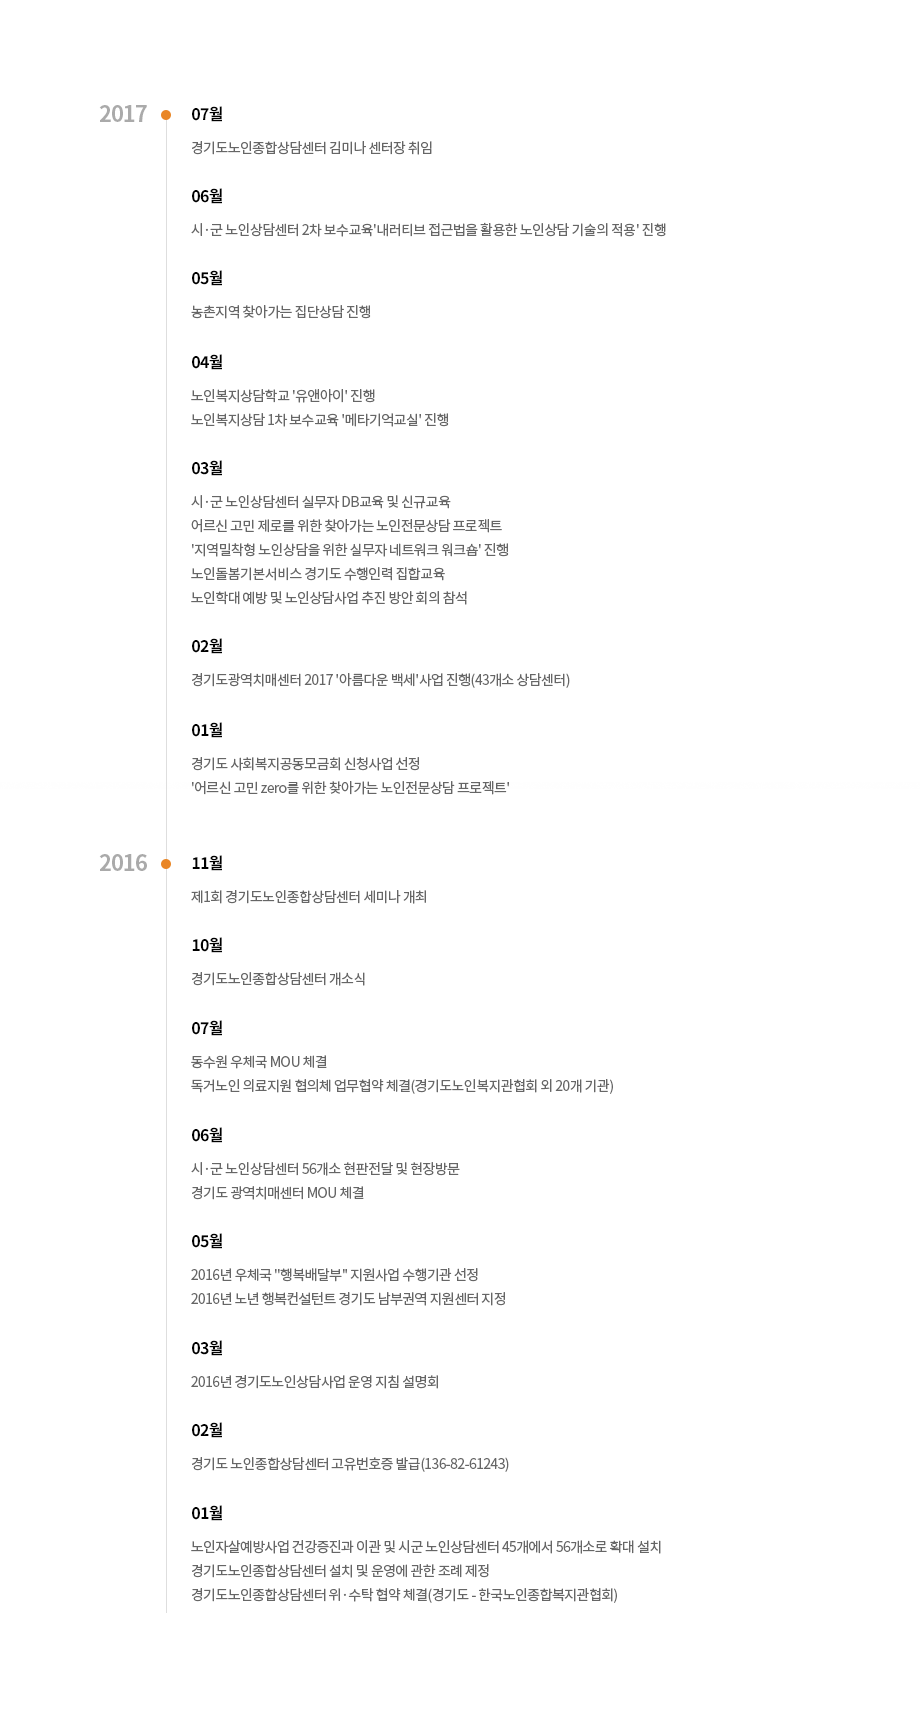 2017
07월
경기도노인종합상담센터 김미나 센터장 취임
06월
시·군 노인상담센터 2차 보수교육'내러티브 접근법을 활용한 노인상담 기술의 적용' 진행
05월
농촌지역 찾아가는 집단상담 진행
04월
노인복지상담학교 '유앤아이' 진행
노인복지상담 1차 보수교육 '메타기억교실' 진행
03월
시·군 노인상담센터 실무자 DB교육 및 신규교육
어르신 고민 제로를 위한 찾아가는 노인전문상담 프로젝트
'지역밀착형 노인상담을 위한 실무자 네트워크 워크숍' 진행
노인돌봄기본서비스 경기도 수행인력 집합교육
노인학대 예방 및 노인상담사업 추진 방안 회의 참석
02월
경기도광역치매센터 2017 '아름다운 백세'사업 진행(43개소 상담센터)
01월
경기도 사회복지공동모금회 신청사업 선정
'어르신 고민 zero를 위한 찾아가는 노인전문상담 프로젝트'
2016
11월
제1회 경기도노인종합상담센터 세미나 개최
10월
경기도노인종합상담센터 개소식
07월
동수원 우체국 MOU 체결
독거노인 의료지원 협의체 업무협약 체결(경기도노인복지관협회 외 20개 기관)
06월
시·군 노인상담센터 56개소 현판전달 및 현장방문
경기도 광역치매센터 MOU 체결
05월
2016년 우체국 "행복배달부" 지원사업 수행기관 선정
2016년 노년 행복컨설턴트 경기도 남부권역 지원센터 지정
03월
2016년 경기도노인상담사업 운영 지침 설명회
02월
경기도 노인종합상담센터 고유번호증 발급(136-82-61243)
01월
노인자살예방사업 건강증진과 이관 및 시군 노인상담센터 45개에서 56개소로 확대 설치
경기도노인종합상담센터 설치 및 운영에 관한 조례 제정
경기도노인종합상담센터 위·수탁 협약 체결(경기도 - 한국노인종합복지관협회)